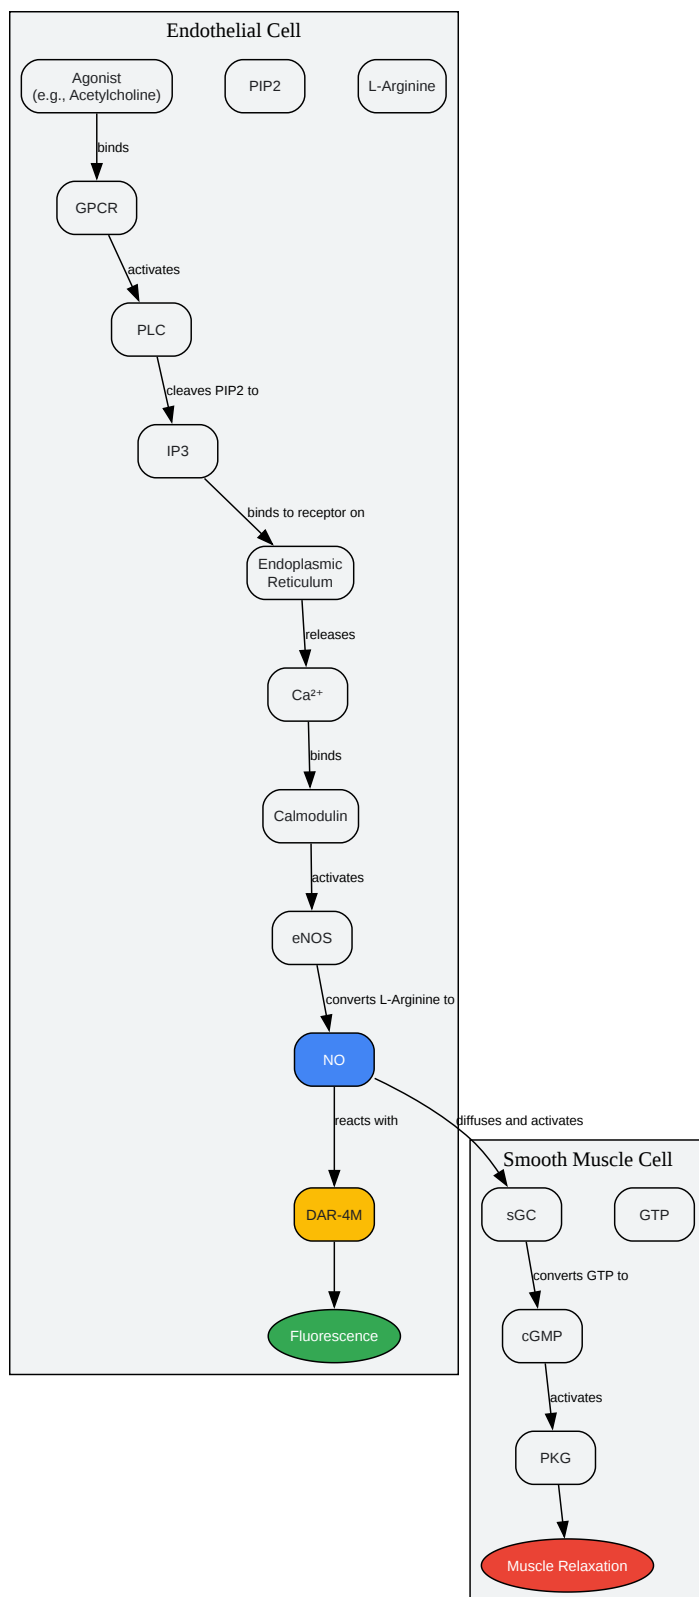 Endothelial Cell
Agonist
(e.g., Acetylcholine)
PIP2
L-Arginine
binds
GPCR
activates
PLC
cleaves PIP2 to
IP3
binds to receptor on
Endoplasmic
Reticulum
releases
Ca²⁺
binds
Calmodulin
activates
eNOS
converts L-Arginine to
NO
reacts with
diffuses and activates
Smooth Muscle Cell
DAR-4M
sGC
GTP
converts GTP to
Fluorescence
cGMP
activates
PKG
Muscle Relaxation